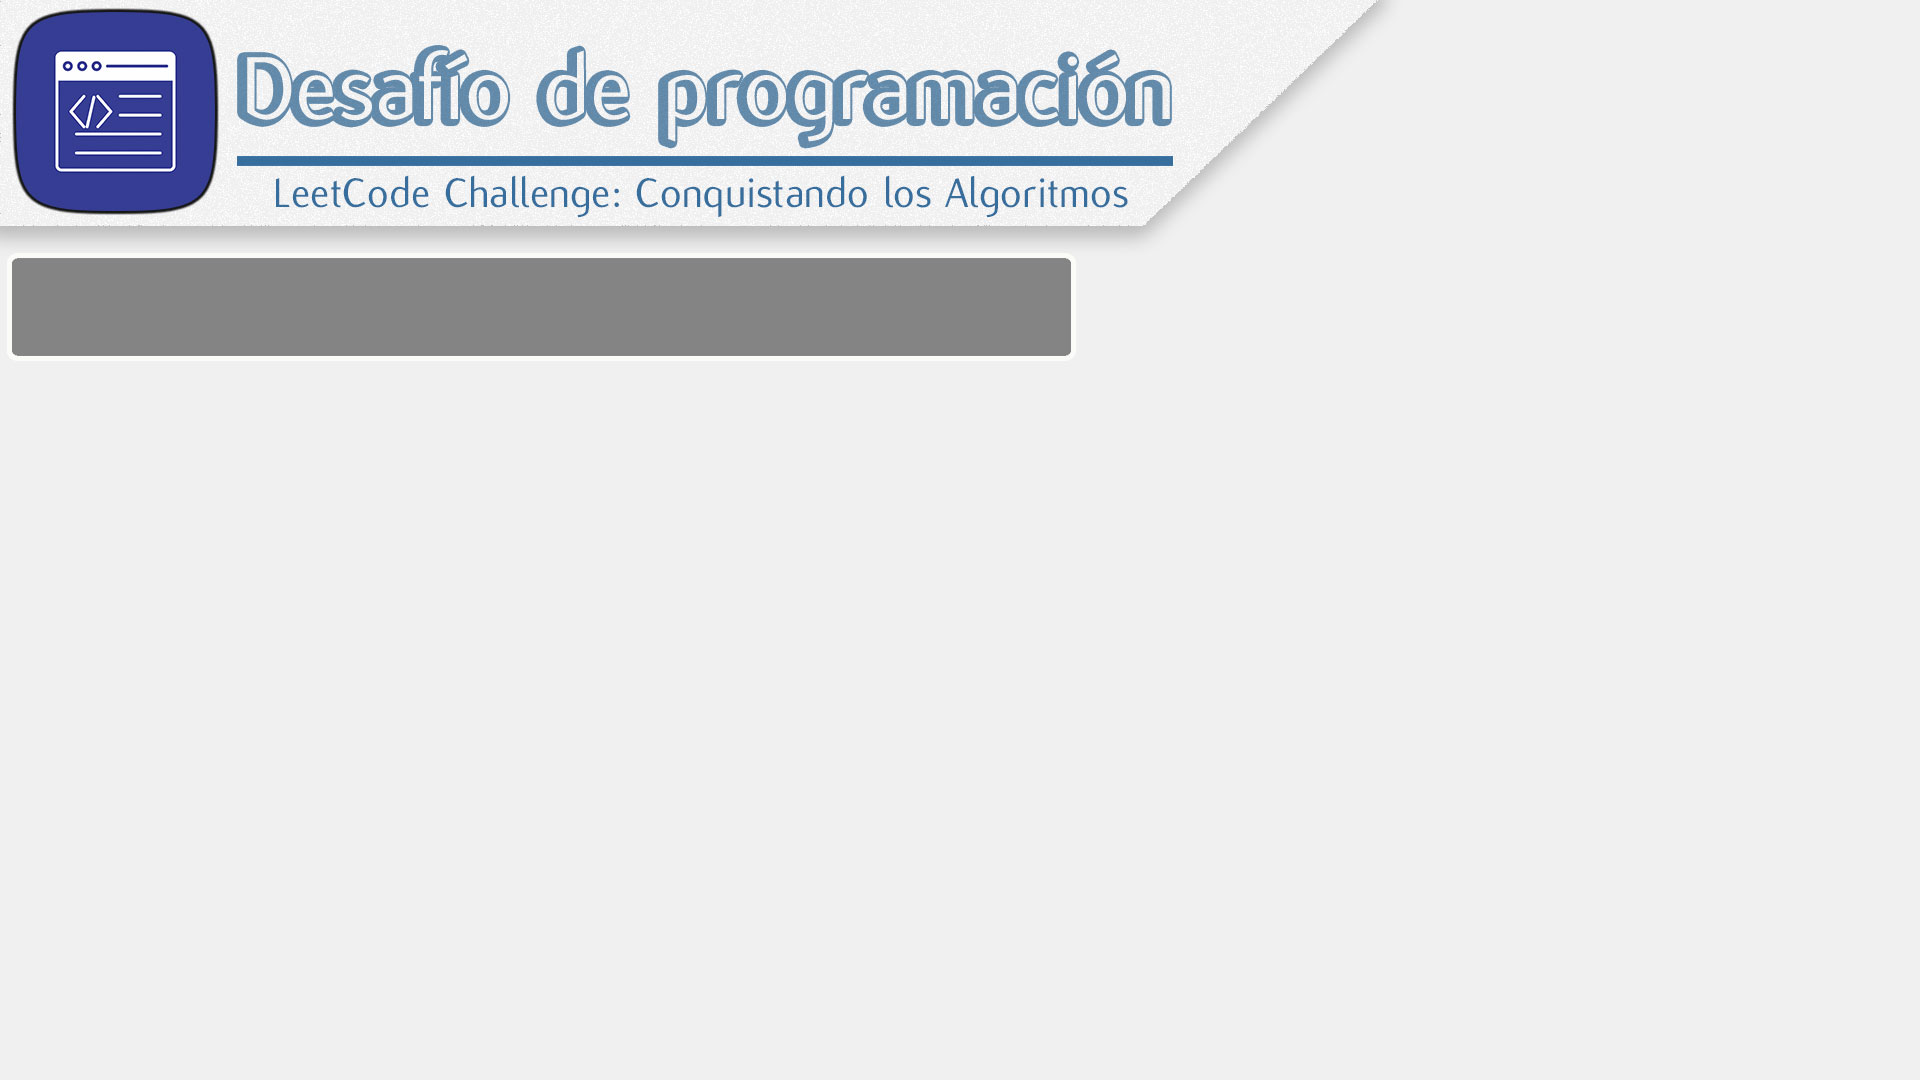 Desafío de programación
LeetCode Challenge: Conquistando los Algoritmos